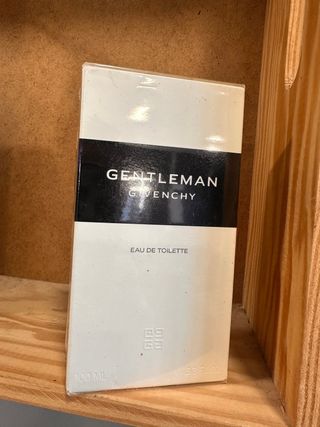 GENTLEMAN
GIVENCHY
EAU DE TOILETTE
100 ML